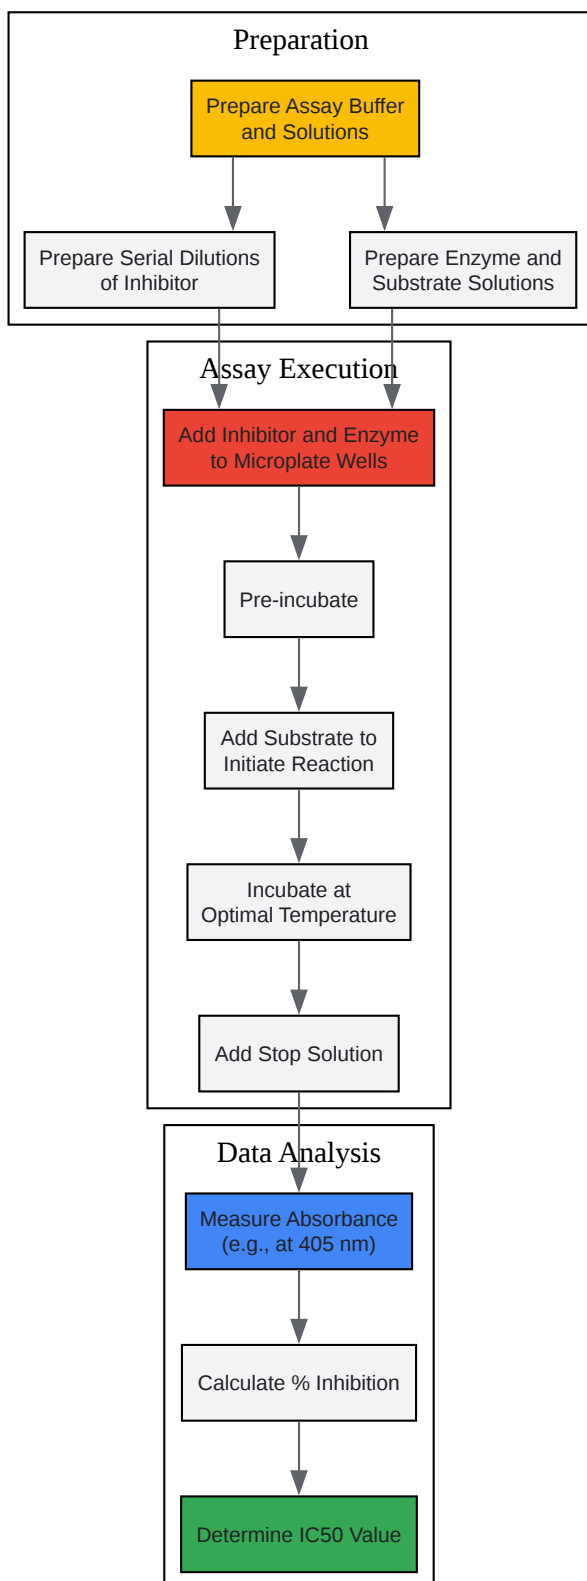 Preparation
Prepare Assay Buffer
and Solutions
Prepare Serial Dilutions
of Inhibitor
Prepare Enzyme and
Substrate Solutions
Assay Execution
Add Inhibitor and Enzyme
to Microplate Wells
Pre-incubate
Add Substrate to
Initiate Reaction
Incubate at
Optimal Temperature
Add Stop Solution
Data Analysis
Measure Absorbance
(e.g., at 405 nm)
Calculate % Inhibition
Determine IC50 Value